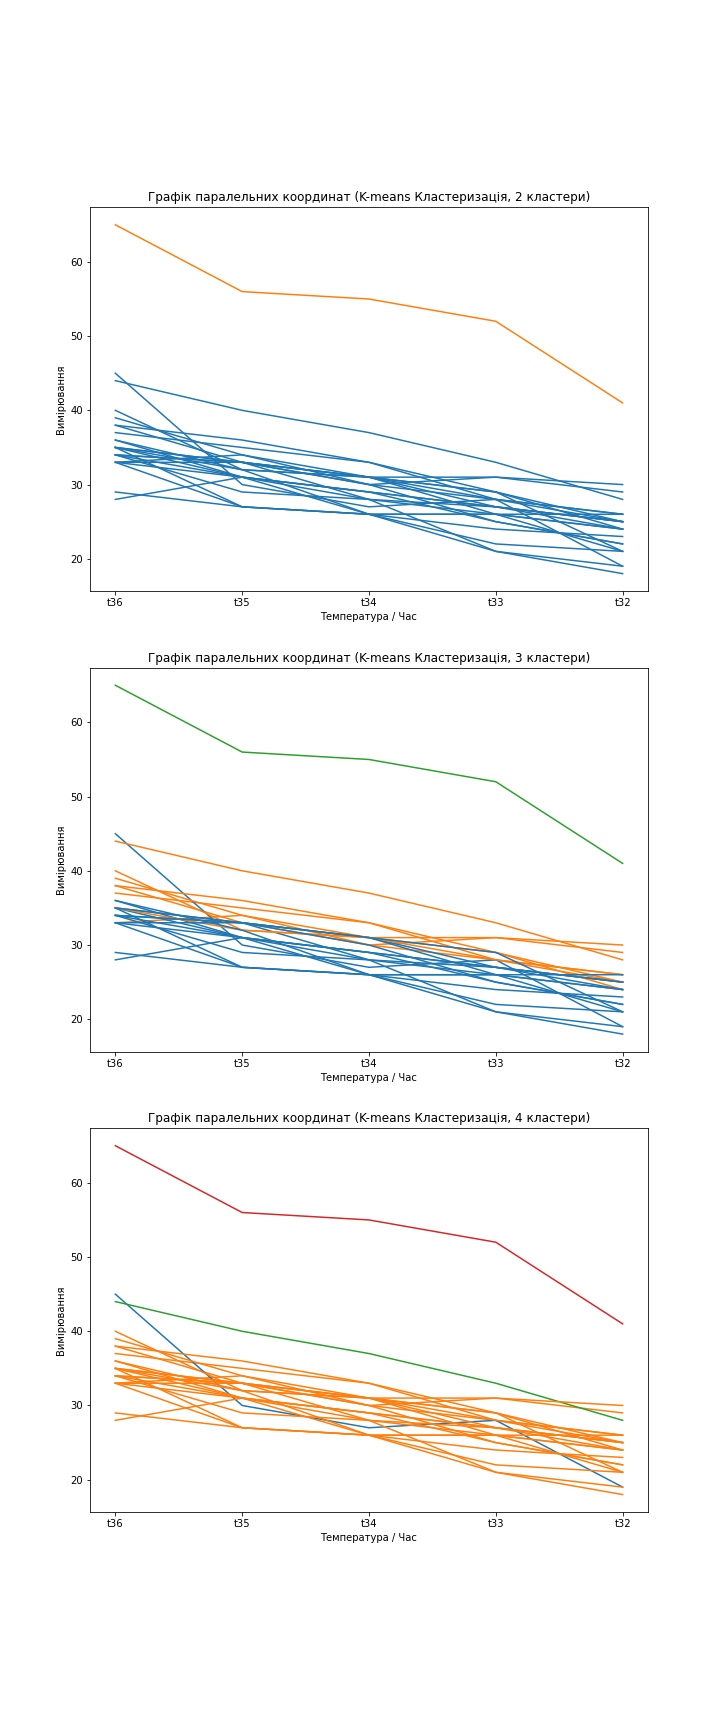 Графік паралельних координат (K-means Кластеризація, 2 кластери)
60
50
40
30
20
Вимірювання
t36 t35 t34 t33 t32
Температура / Час
Графік паралельних координат (K-means Кластеризація, 3 кластери)
60
50
40
30
20
Вимірювання
t36 t35 t34 t33 t32
Температура / Час
Графік паралельних координат (K-means Кластеризація, 4 кластери)
60
50
40
30
20
Вимірювання
t36 t35 t34 t33 t32
Температура / Час